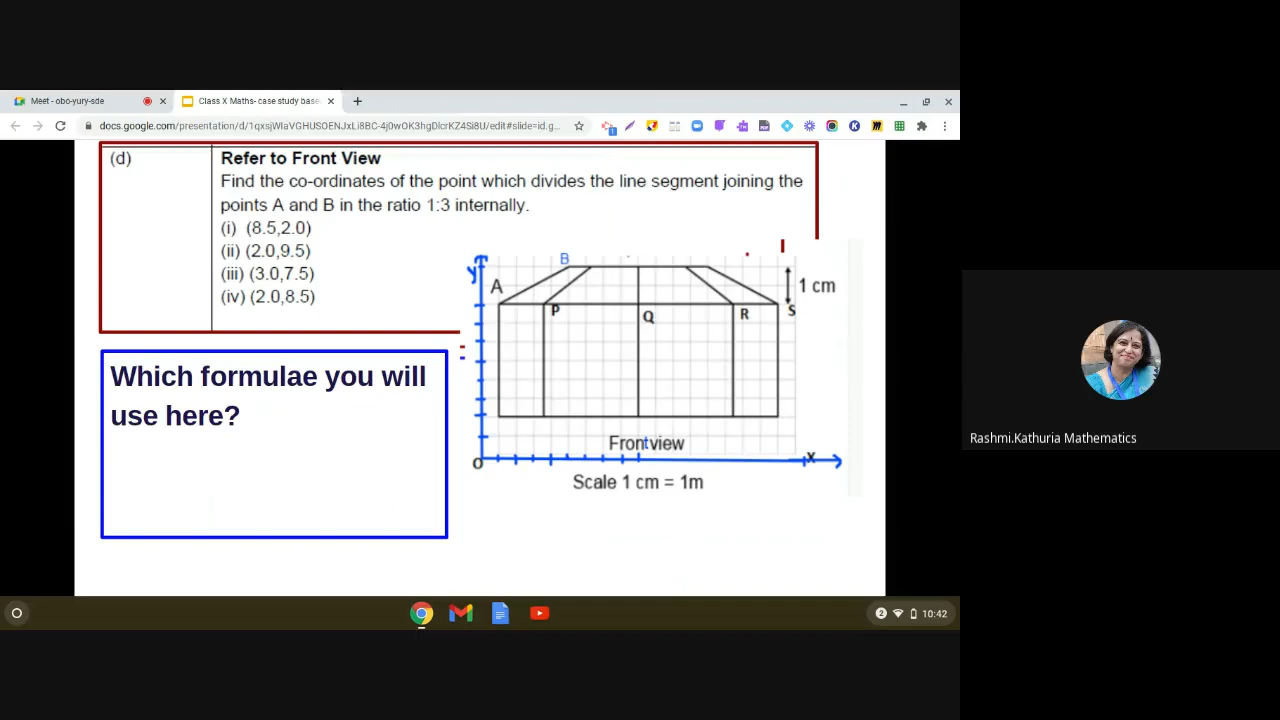 Meet - obo-yury-sde
Class X Maths- case study base
docs.google.com/presentation/d/1qxsjWIaVGHUSOENJxLi8BC-4j0wOK3hgDlcrKZ4Si8U/edit#slide=id.g...
(d)
Refer to Front View
Find the co-ordinates of the point which divides the line segment joining the
points A and B in the ratio 1:3 internally.
(i) (8.5,2.0)
(ii) (2.0,9.5)
(iii) (3.0,7.5)
(iv) (2.0,8.5)
Which formulae you will
use here?
y
B
A
1 cm
P
Q
R
S
Frontview
O
X
Scale 1 cm = 1m
Rashmi.Kathuria Mathematics
2
10:42